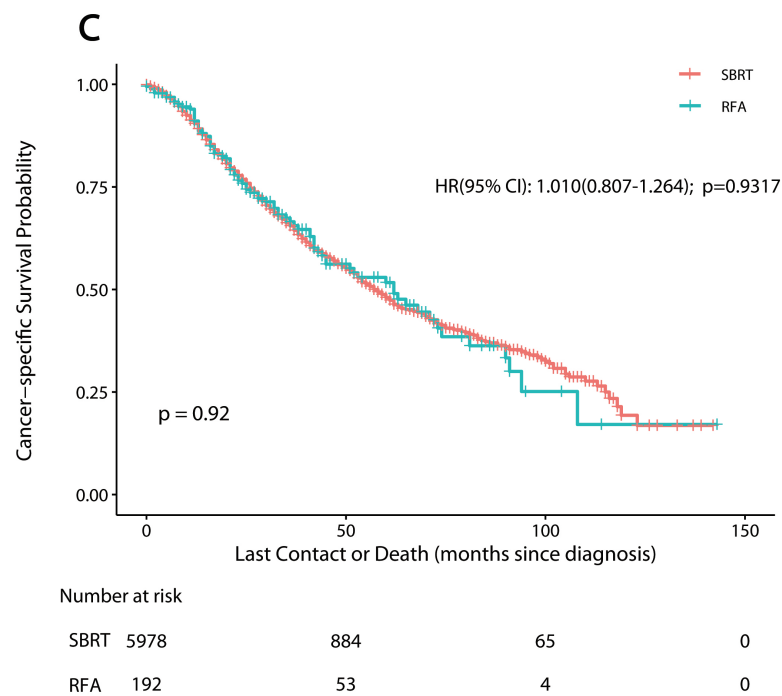 C
SBRT
RFA
HR(95% CI): 1.010(0.807-1.264);  p=0.9317
p = 0.92
Cancer−specific Survival Probability
1.00
0.75
0.50
0.25
0.00
0 50 100 150
Last Contact or Death (months since diagnosis)
Number at risk
SBRT 5978 884 65 0
RFA 192 53 4 0